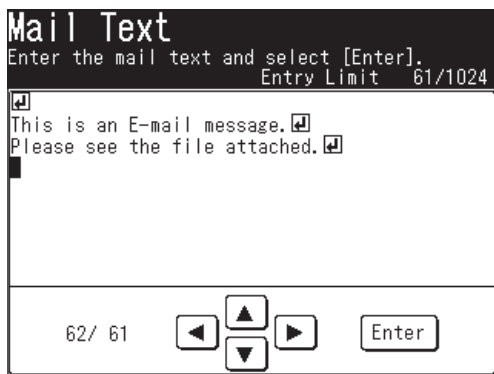 Mail Text
Enter the mail text and select [Enter].
Entry Limit 61/1024
↵
This is an E-mail message.↵
Please see the file attached.↵
62/ 61
◀ ▲ ▼ ▶ Enter